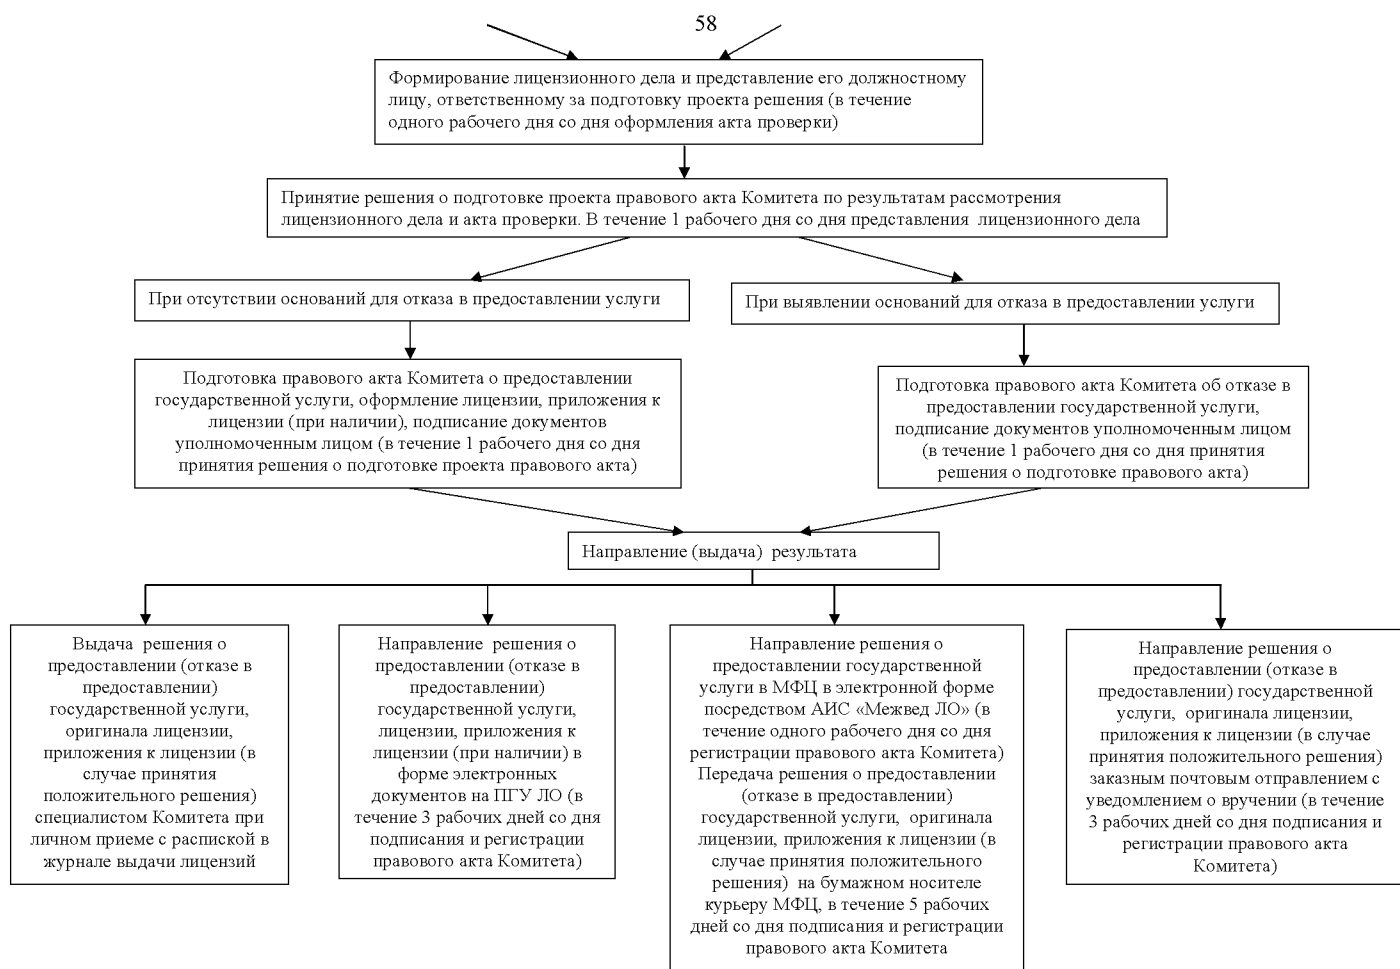 58
Формирование лицензионного дела и представление его должностному
лицу, ответственному за подготовку проекта решения (в течение
одного рабочего дня со дня оформления акта проверки)
Принятие решения о подготовке проекта правового акта Комитета по результатам рассмотрения
лицензионного дела и акта проверки. В течение 1 рабочего дня со дня представления лицензионного дела
При отсутствии оснований для отказа в предоставлении услуги
При выявлении оснований для отказа в предоставлении услуги
Подготовка правового акта Комитета о предоставлении
государственной услуги, оформление лицензии, приложения к
лицензии (при наличии), подписание документов
уполномоченным лицом (в течение 1 рабочего дня со дня
принятия решения о подготовке проекта правового акта)
Подготовка правового акта Комитета об отказе в
предоставлении государственной услуги,
подписание документов уполномоченным лицом
(в течение 1 рабочего дня со дня принятия
решения о подготовке правового акта)
Направление (выдача) результата
Выдача решения о
предоставлении (отказе в
предоставлении)
государственной услуги,
оригинала лицензии,
приложения к лицензии (в
случае принятия
положительного решения)
специалистом Комитета при
личном приеме с распиской в
журнале выдачи лицензий
Направление решения о
предоставлении (отказе в
предоставлении)
государственной услуги,
лицензии, приложения к
лицензии (при наличии) в
форме электронных
документов на ПГУ ЛО (в
течение 3 рабочих дней со дня
подписания и регистрации
правового акта Комитета)
Направление решения о
предоставлении государственной
услуги в МФЦ в электронной форме
посредством АИС «Межвед ЛО» (в
течение одного рабочего дня со дня
регистрации правового акта Комитета)
Передача решения о предоставлении
(отказе в предоставлении)
государственной услуги, оригинала
лицензии, приложения к лицензии (в
случае принятия положительного
решения) на бумажном носителе
курьеру МФЦ, в течение 5 рабочих
дней со дня подписания и регистрации
правового акта Комитета
Направление решения о
предоставлении (отказе в
предоставлении) государственной
услуги, оригинала лицензии,
приложения к лицензии (в случае
принятия положительного решения)
заказным почтовым отправлением с
уведомлением о вручении (в течение
3 рабочих дней со дня подписания и
регистрации правового акта
Комитета)